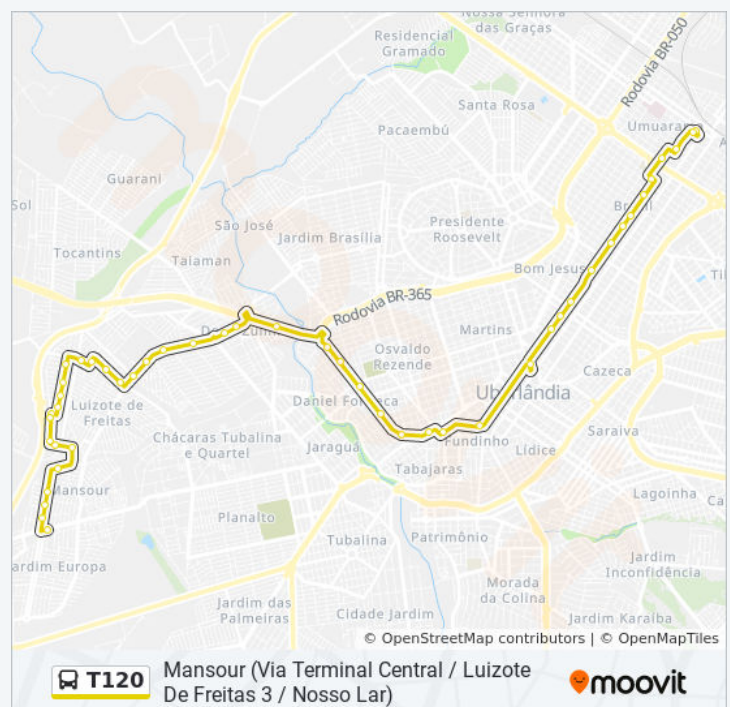 Nossa Senhora
das Graças
Residencial
Gramado
Rodovia BR-050
Santa Rosa
Pacaembú
Umuarama
Guarani
Sol
São José
Presidente
Roosevelt
Jardim Brasília
Tocantins
Taiaman
Bom Jesus
Rodovia BR-365
Martins
Osvaldo
Rezende
Cazeca
Uberlândia
Luizote de
Freitas
Daniel Fonseca
Saraiva
Chácaras Tubalina
e Quartel
Jaraguá
Fundinho
Lídice
Tabajaras
Mansour
Lagoinha
Planalto
Tubalina
Patrimônio
Jardim
Inconfidência
ardim Europa
Morada
da Colina
Jardim das
Palmeiras
Cidade Jardim
Jardim Karaíba
© OpenStreetMap contributors | © OpenMapTiles
T120
Mansour (Via Terminal Central / Luizote
De Freitas 3 / Nosso Lar)
moovit